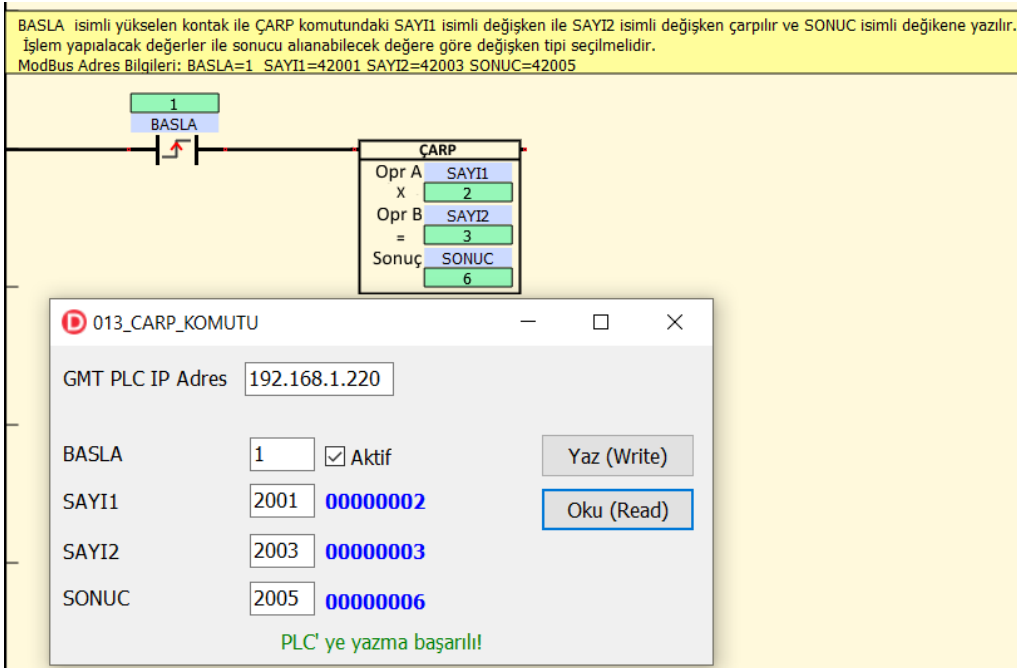 BASLA isimli yükselen kontak ile ÇARP komutundaki SAYI1 isimli değişken ile SAYI2 isimli değişken çarpılır ve SONUC isimli değikene yazılır.
İşlem yapıalacak değerler ile sonucu alıanabilecek değere göre değişken tipi seçilmelidir.
ModBus Adres Bilgileri: BASLA=1 SAYI1=42001 SAYI2=42003 SONUC=42005
1
BASLA
ÇARP
Opr A SAYI1
X 2
Opr B SAYI2
= 3
Sonuç SONUC
6
013_CARP_KOMUTU
GMT PLC IP Adres 192.168.1.220
BASLA 1 Aktif Yaz (Write)
SAYI1 2001 00000002 Oku (Read)
SAYI2 2003 00000003
SONUC 2005 00000006
PLC' ye yazma başarılı!